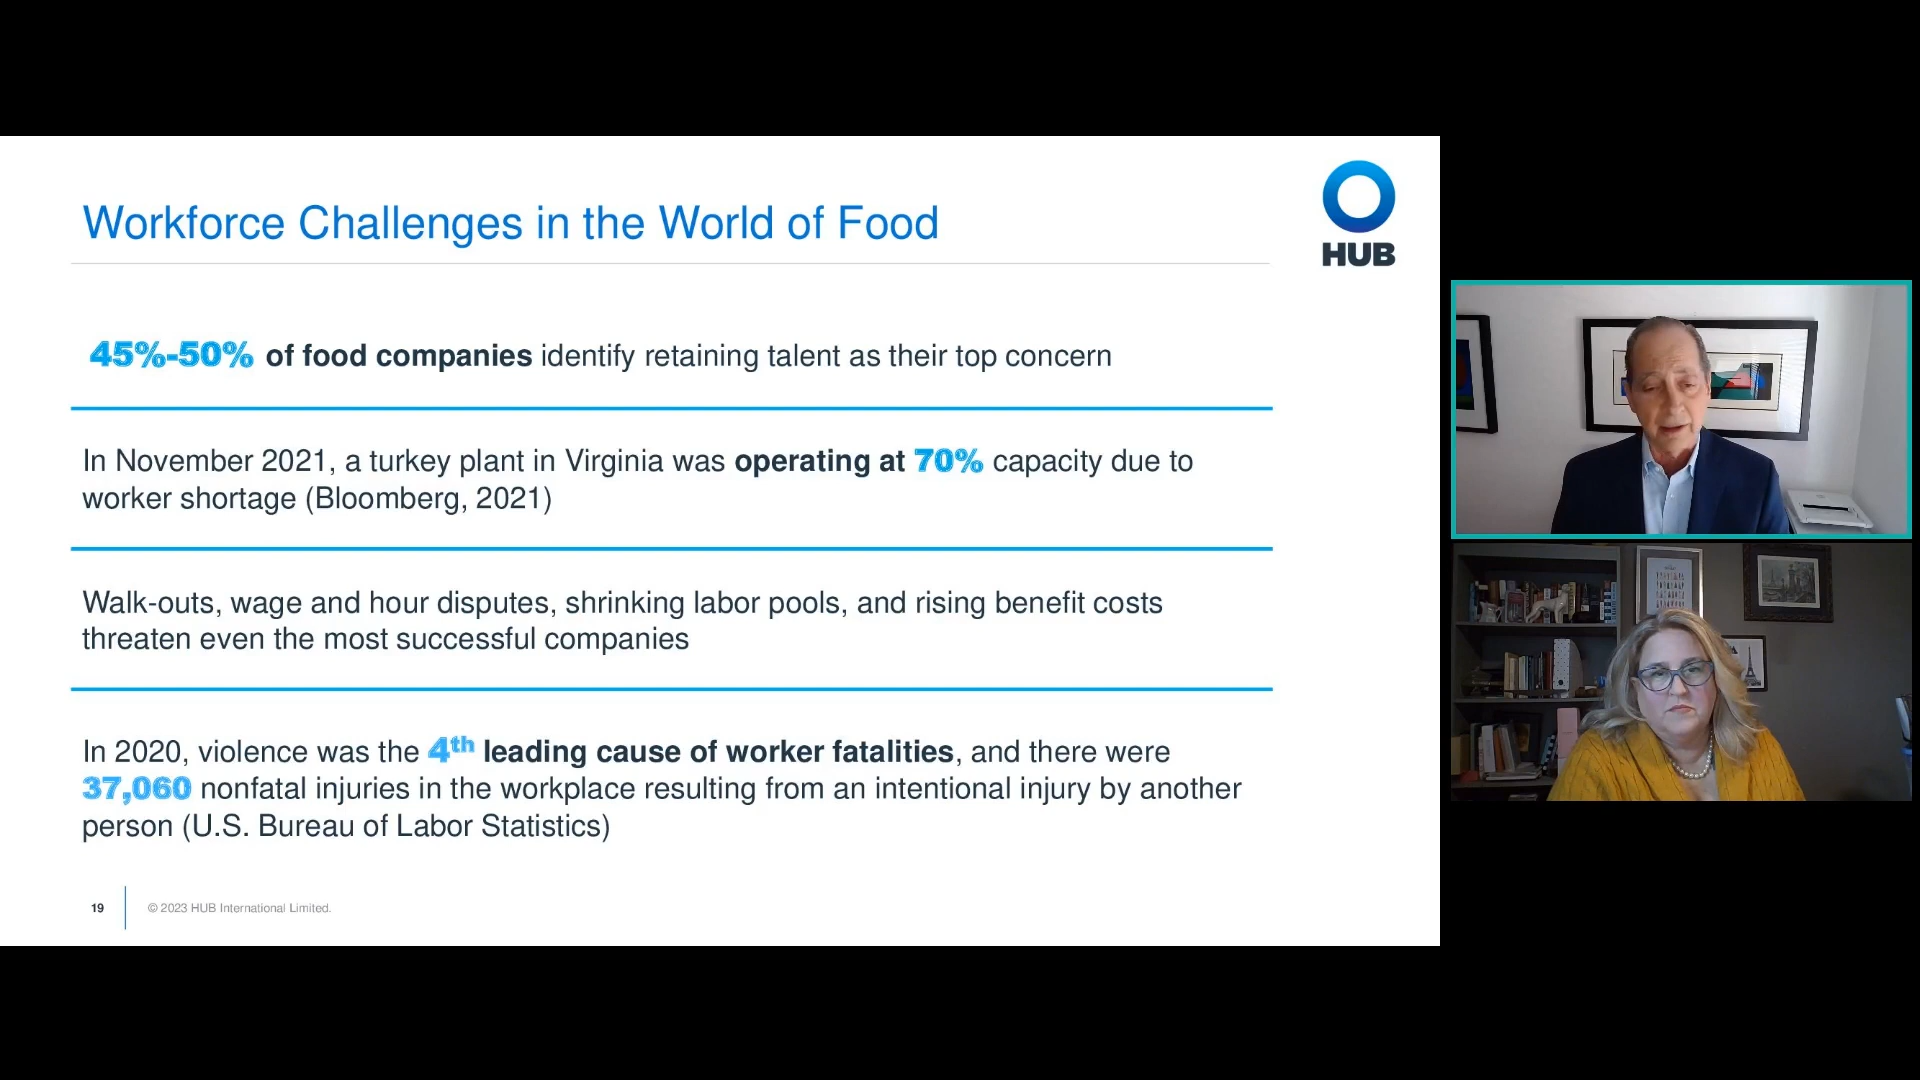 Workforce Challenges in the World of Food
HUB
45%-50% of food companies identify retaining talent as their top concern
In November 2021, a turkey plant in Virginia was operating at 70% capacity due to
worker shortage (Bloomberg, 2021)
Walk-outs, wage and hour disputes, shrinking labor pools, and rising benefit costs
threaten even the most successful companies
In 2020, violence was the 4th leading cause of worker fatalities, and there were
37,060 nonfatal injuries in the workplace resulting from an intentional injury by another
person (U.S. Bureau of Labor Statistics)
19
© 2023 HUB International Limited.